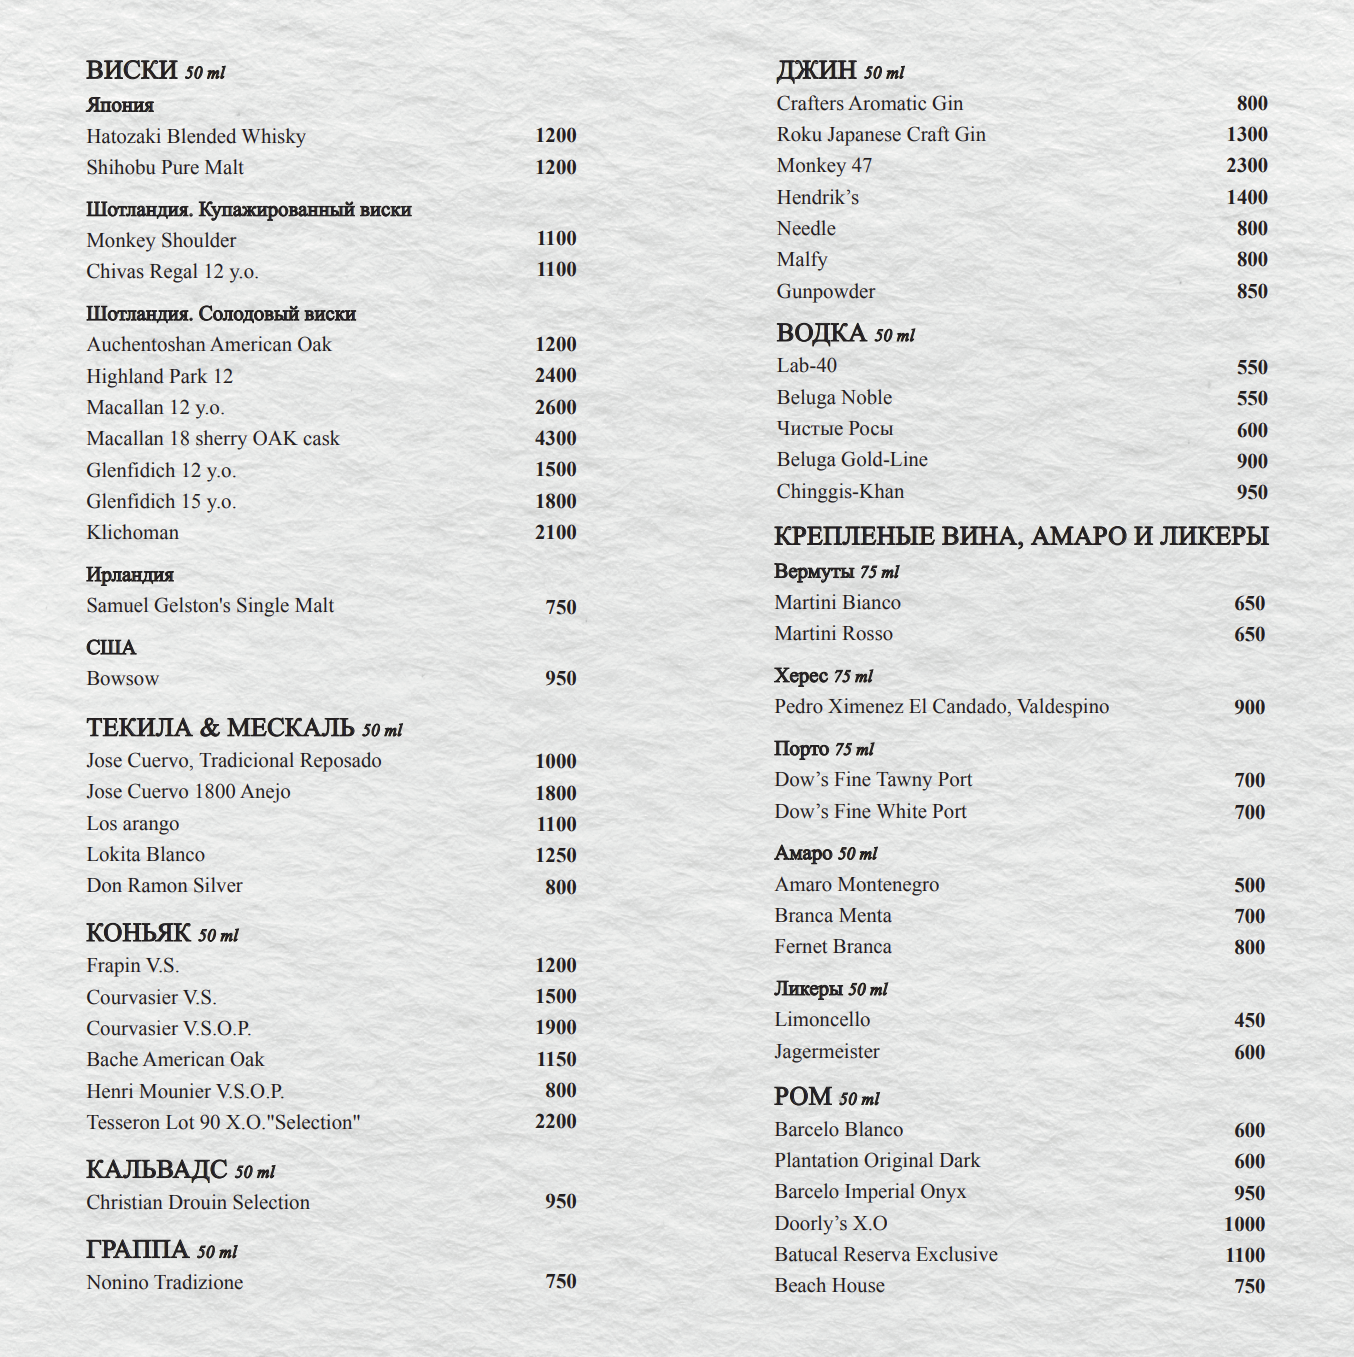 ВИСКИ 50 ml
Япония
Hatozaki Blended Whisky 1200
Shihobu Pure Malt 1200
Шотландия. Купажированный виски
Monkey Shoulder 1100
Chivas Regal 12 y.o. 1100
Шотландия. Солодовый виски
Auchentoshan American Oak 1200
Highland Park 12 2400
Macallan 12 y.o. 2600
Macallan 18 sherry OAK cask 4300
Glenfidich 12 y.o. 1500
Glenfidich 15 y.o. 1800
Klichoman 2100
Ирландия
Samuel Gelston's Single Malt 750
США
Bowsow 950
ТЕКИЛА & МЕСКАЛЬ 50 ml
Jose Cuervo, Tradicional Reposado 1000
Jose Cuervo 1800 Anejo 1800
Los arango 1100
Lokita Blanco 1250
Don Ramon Silver 800
КОНЬЯК 50 ml
Frapin V.S. 1200
Courvasier V.S. 1500
Courvasier V.S.O.P. 1900
Bache American Oak 1150
Henri Mounier V.S.O.P. 800
Tesseron Lot 90 X.O."Selection" 2200
КАЛЬВАДС 50 ml
Christian Drouin Selection 950
ГРАППА 50 ml
Nonino Tradizione 750
ДЖИН 50 ml
Crafters Aromatic Gin 800
Roku Japanese Craft Gin 1300
Monkey 47 2300
Hendrik’s 1400
Needle 800
Malfy 800
Gunpowder 850
ВОДКА 50 ml
Lab-40 550
Beluga Noble 550
Чистые Росы 600
Beluga Gold-Line 900
Chinggis-Khan 950
КРЕПЛЕНЫЕ ВИНА, АМАРО И ЛИКЕРЫ
Вермуты 75 ml
Martini Bianco 650
Martini Rosso 650
Херес 75 ml
Pedro Ximenez El Candado, Valdespino 900
Порто 75 ml
Dow’s Fine Tawny Port 700
Dow’s Fine White Port 700
Амаро 50 ml
Amaro Montenegro 500
Branca Menta 700
Fernet Branca 800
Ликеры 50 ml
Limoncello 450
Jagermeister 600
РОМ 50 ml
Barcelo Blanco 600
Plantation Original Dark 600
Barcelo Imperial Onyx 950
Doorly’s X.O 1000
Batucal Reserva Exclusive 1100
Beach House 750